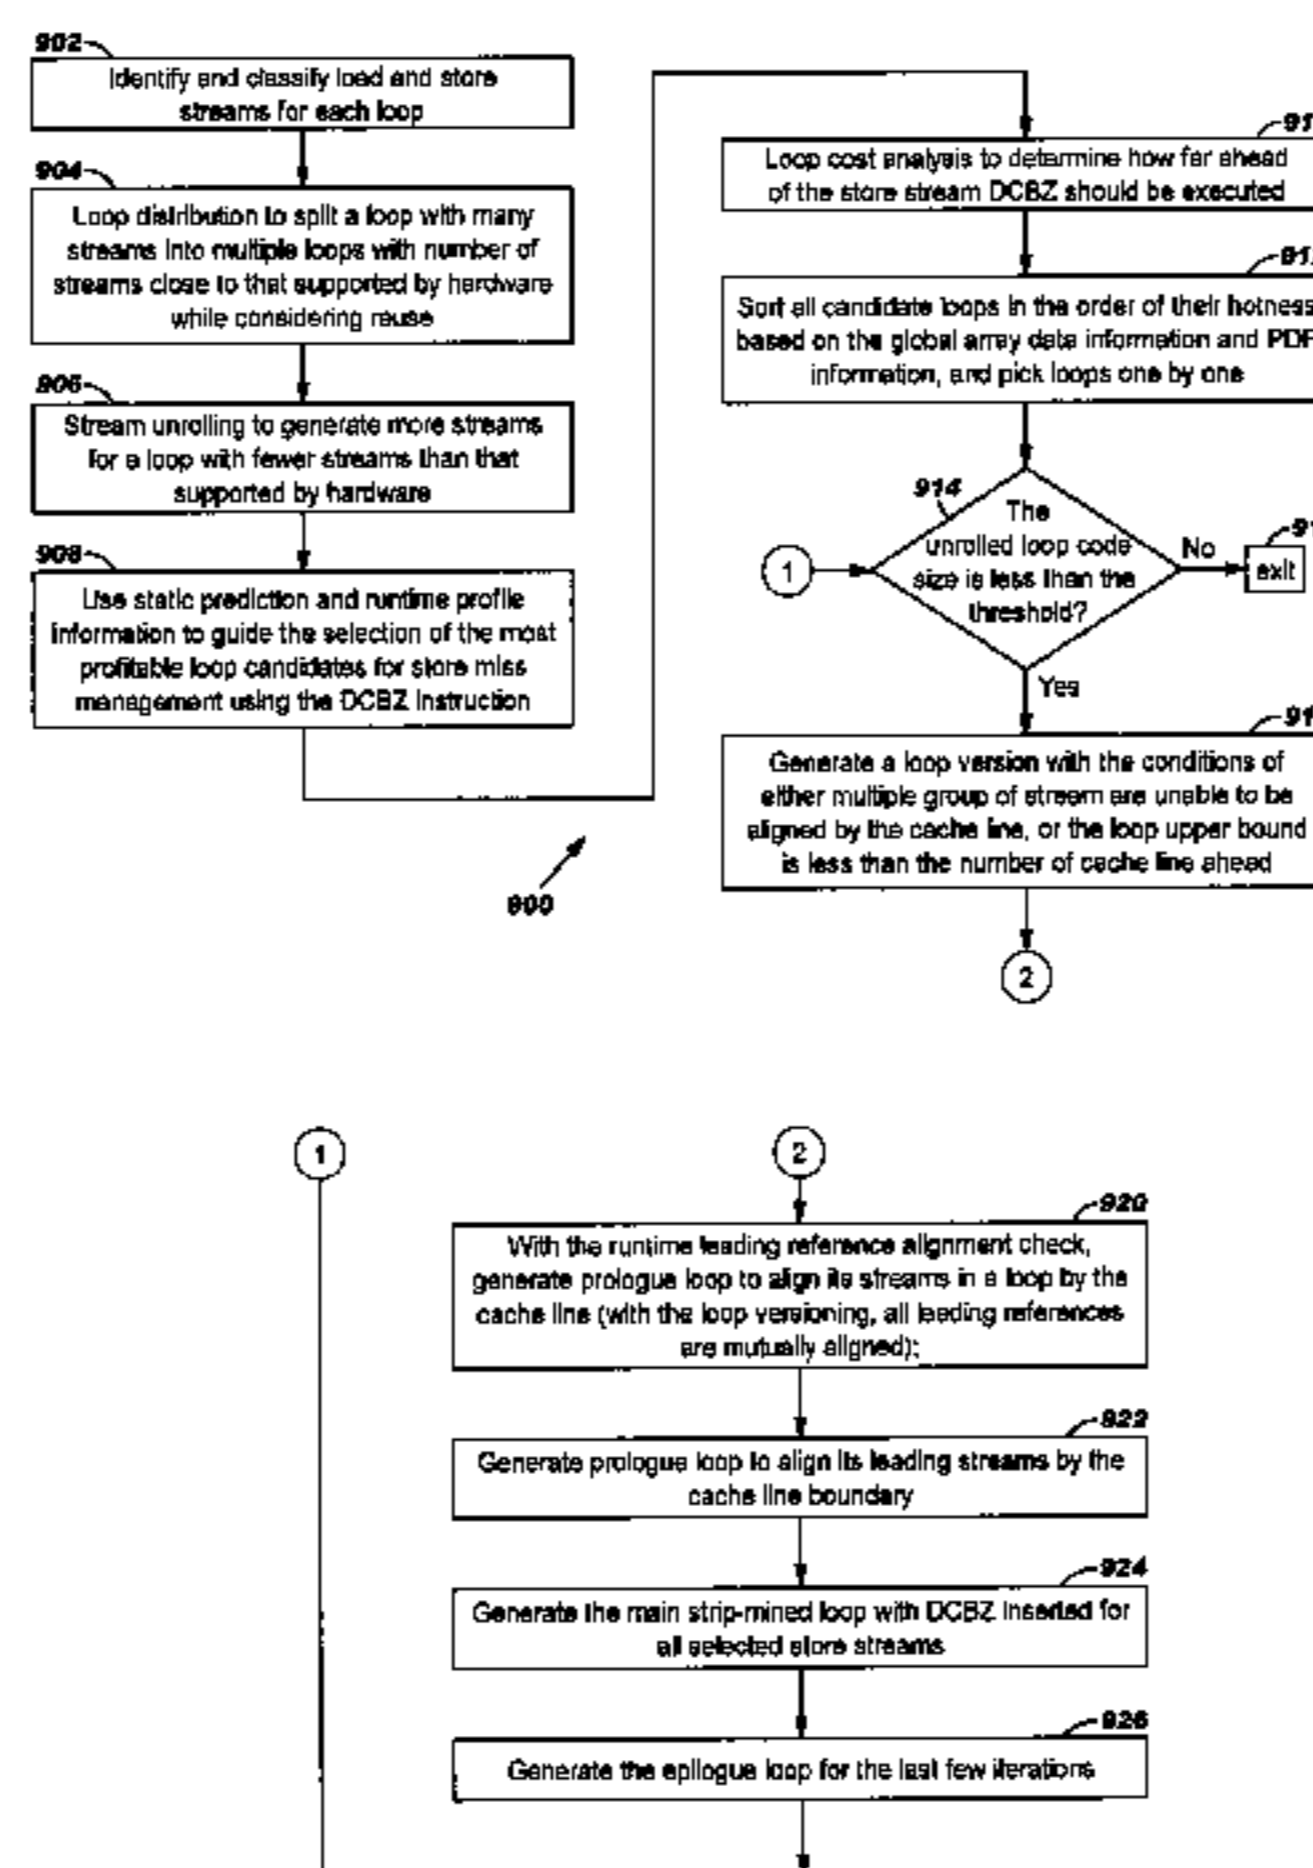 902
Identify and classify load and store
streams for each loop
904
Loop distribution to split a loop with many
streams into multiple loops with number of
streams close to that supported by hardware
while considering reuse
906
Stream unrolling to generate more streams
for a loop with fewer streams than that
supported by hardware
908
Use static prediction and runtime profile
information to guide the selection of the most
profitable loop candidates for store miss
management using the DCBZ instruction
900
Loop cost analysis to determine how far ahead
of the store stream DCBZ should be executed
Sort all candidate loops in the order of their hotness
based on the global array data information and PDF
information, and pick loops one by one
914
The
unrolled loop code
size is less than the
threshold?
1
No
exit
Yes
Generate a loop version with the conditions of
either multiple group of stream are unable to be
aligned by the cache line, or the loop upper bound
is less than the number of cache line ahead
2
1
2
920
With the runtime leading reference alignment check,
generate prologue loop to align its streams in a loop by the
cache line (with the loop versioning, all leading references
are mutually aligned);
922
Generate prologue loop to align its leading streams by the
cache line boundary
924
Generate the main strip-mined loop with DCBZ inserted for
all selected store streams
926
Generate the epilogue loop for the last few iterations